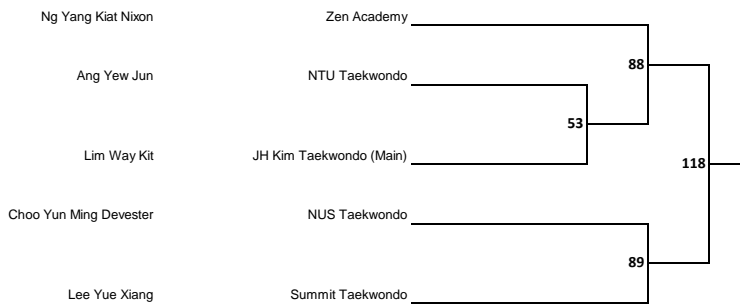 Ng Yang Kiat Nixon Zen Academy
88
Ang Yew Jun NTU Taekwondo
53
Lim Way Kit JH Kim Taekwondo (Main)
118
Choo Yun Ming Devester NUS Taekwondo
89
Lee Yue Xiang Summit Taekwondo